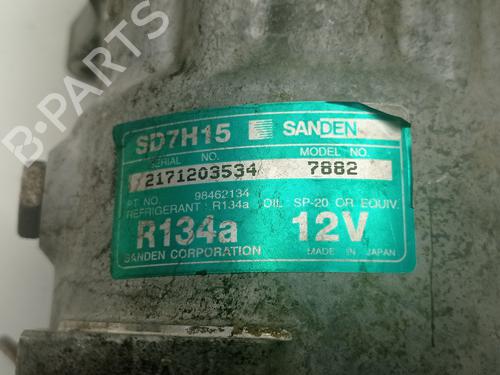 B-PARTS
SD7H15 SANDEN
SERIAL NO. MODEL NO.
2171203534 7882
PT NO. 98462134
REFRIGERANT : R134a OIL SP-20 OR EQUIV.
R134a 12V
SANDEN CORPORATION MADE IN JAPAN